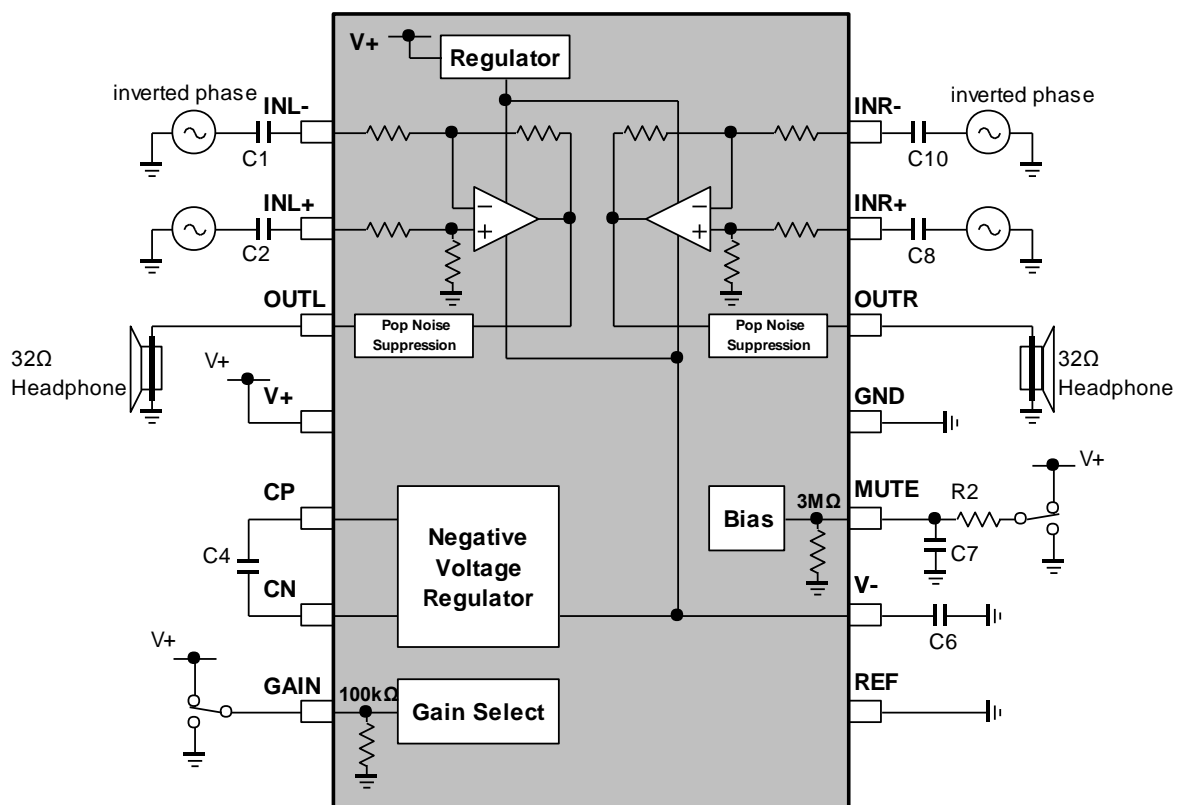 V+
Regulator
inverted phase
INL-
INR-
inverted phase
C1
C10
INL+
INR+
C2
C8
−
+
−
+
OUTL
OUTR
Pop Noise
Suppression
Pop Noise
Suppression
32Ω
Headphone
32Ω
Headphone
V+
V+
GND
V+
CP
MUTE
R2
3MΩ
Bias
C4
Negative
Voltage
Regulator
C7
CN
V-
C6
V+
GAIN
100kΩ
Gain Select
REF